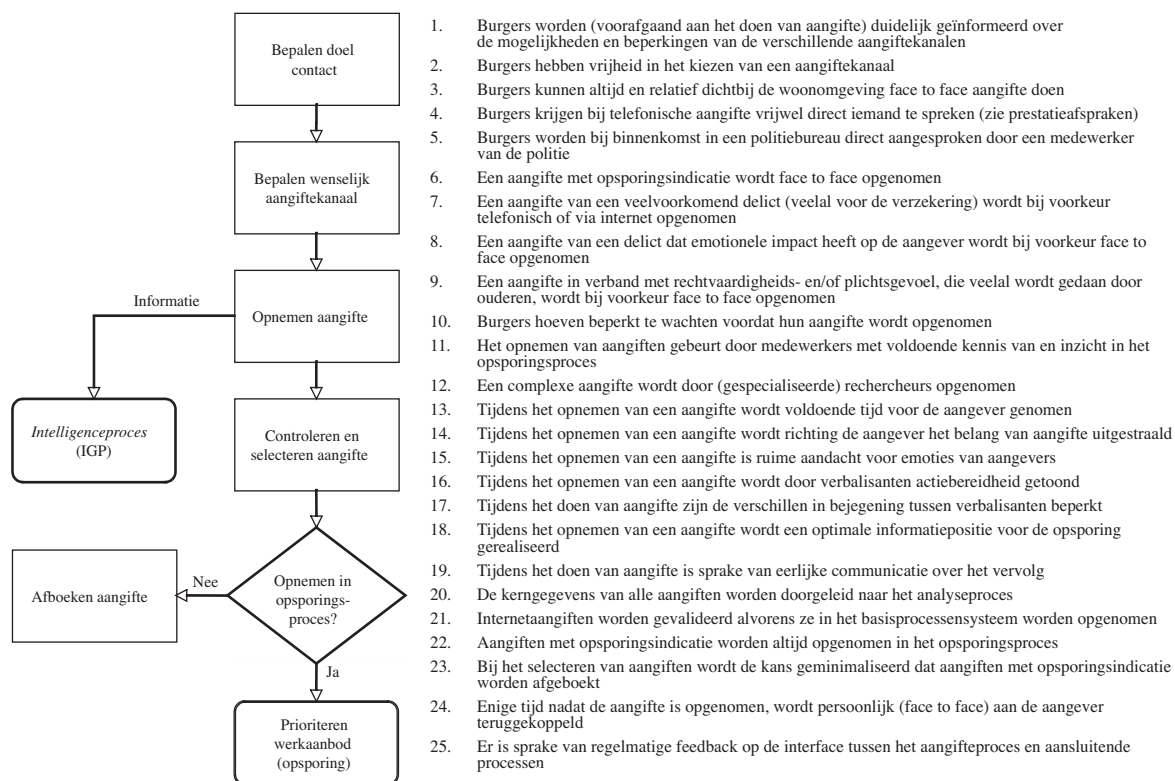 Bepalen doel
contact
Bepalen wenselijk
aangiftekanaal
Informatie
Opnemen aangifte
Intelligenceproces
(IGP)
Controleren en
selecteren aangifte
Afboeken aangifte
Nee
Opnemen in
opsporings-
proces?
Ja
Prioriteren
werkaanbod
(opsporing)
1. Burgers worden (voorafgaand aan het doen van aangifte) duidelijk geïnformeerd over
de mogelijkheden en beperkingen van de verschillende aangiftekanalen
2. Burgers hebben vrijheid in het kiezen van een aangiftekanaal
3. Burgers kunnen altijd en relatief dichtbij de woonomgeving face to face aangifte doen
4. Burgers krijgen bij telefonische aangifte vrijwel direct iemand te spreken (zie prestatieafspraken)
5. Burgers worden bij binnenkomst in een politiebureau direct aangesproken door een medewerker
van de politie
6. Een aangifte met opsporingsindicatie wordt face to face opgenomen
7. Een aangifte van een veelvoorkomend delict (veelal voor de verzekering) wordt bij voorkeur
telefonisch of via internet opgenomen
8. Een aangifte van een delict dat emotionele impact heeft op de aangever wordt bij voorkeur face to
face opgenomen
9. Een aangifte in verband met rechtvaardigheids- en/of plichtsgevoel, die veelal wordt gedaan door
ouderen, wordt bij voorkeur face to face opgenomen
10. Burgers hoeven beperkt te wachten voordat hun aangifte wordt opgenomen
11. Het opnemen van aangiften gebeurt door medewerkers met voldoende kennis van en inzicht in het
opsporingsproces
12. Een complexe aangifte wordt door (gespecialiseerde) rechercheurs opgenomen
13. Tijdens het opnemen van een aangifte wordt voldoende tijd voor de aangever genomen
14. Tijdens het opnemen van een aangifte wordt richting de aangever het belang van aangifte uitgestraald
15. Tijdens het opnemen van een aangifte is ruime aandacht voor emoties van aangevers
16. Tijdens het opnemen van een aangifte wordt door verbalisanten actiebereidheid getoond
17. Tijdens het doen van aangifte zijn de verschillen in bejegening tussen verbalisanten beperkt
18. Tijdens het opnemen van een aangifte wordt een optimale informatiepositie voor de opsporing
gerealiseerd
19. Tijdens het doen van aangifte is sprake van eerlijke communicatie over het vervolg
20. De kerngegevens van alle aangiften worden doorgeleid naar het analyseproces
21. Internetaangiften worden gevalideerd alvorens ze in het basisprocessensysteem worden opgenomen
22. Aangiften met opsporingsindicatie worden altijd opgenomen in het opsporingsproces
23. Bij het selecteren van aangiften wordt de kans geminimaliseerd dat aangiften met opsporingsindicatie
worden afgeboekt
24. Enige tijd nadat de aangifte is opgenomen, wordt persoonlijk (face to face) aan de aangever
teruggekoppeld
25. Er is sprake van regelmatige feedback op de interface tussen het aangifteproces en aansluitende
processen